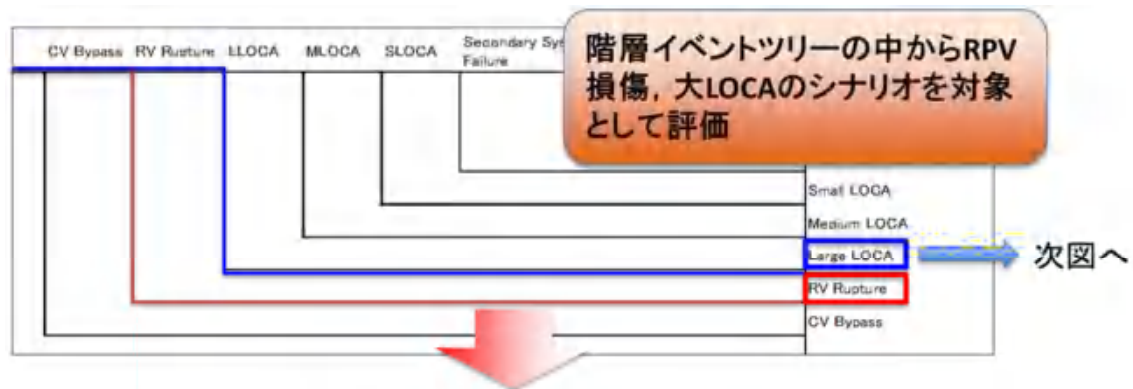 CV Bypass RV Rupture LLOCA MLOCA SLOCA Secondary Sys
Failure
階層イベントツリーの中からRPV
損傷，大LOCAのシナリオを対象
として評価
Small LOCA
Medium LOCA
Large LOCA
次図へ
RV Rupture
CV Bypass